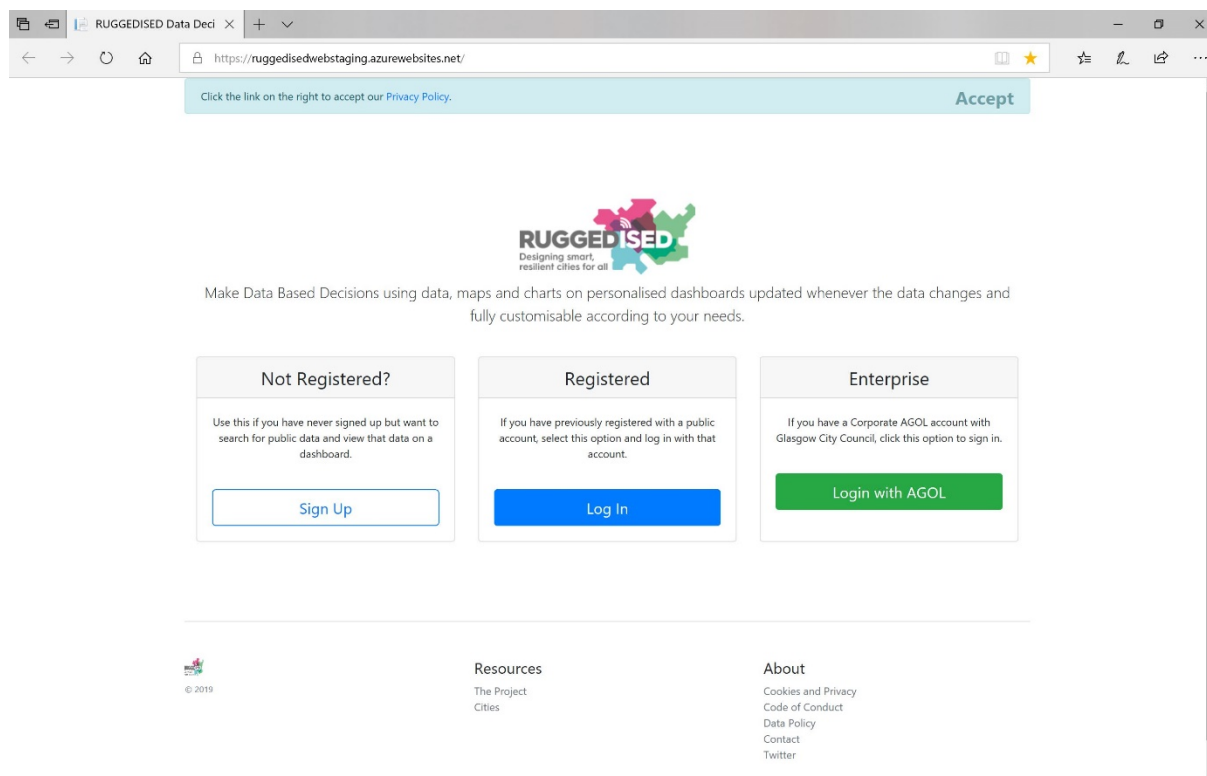 RUGGEDISED Data Deci
https://ruggedisedwebstaging.azurewebsites.net/
Click the link on the right to accept our Privacy Policy.
Accept
RUGGEDISED
Designing smart,
resilient cities for all
Make Data Based Decisions using data, maps and charts on personalised dashboards updated whenever the data changes and
fully customisable according to your needs.
Not Registered?
Use this if you have never signed up but want to
search for public data and view that data on a
dashboard.
Sign Up
Registered
If you have previously registered with a public
account, select this option and log in with that
account.
Log In
Enterprise
If you have a Corporate AGOL account with
Glasgow City Council, click this option to sign in.
Login with AGOL
© 2019
Resources
The Project
Cities
About
Cookies and Privacy
Code of Conduct
Data Policy
Contact
Twitter